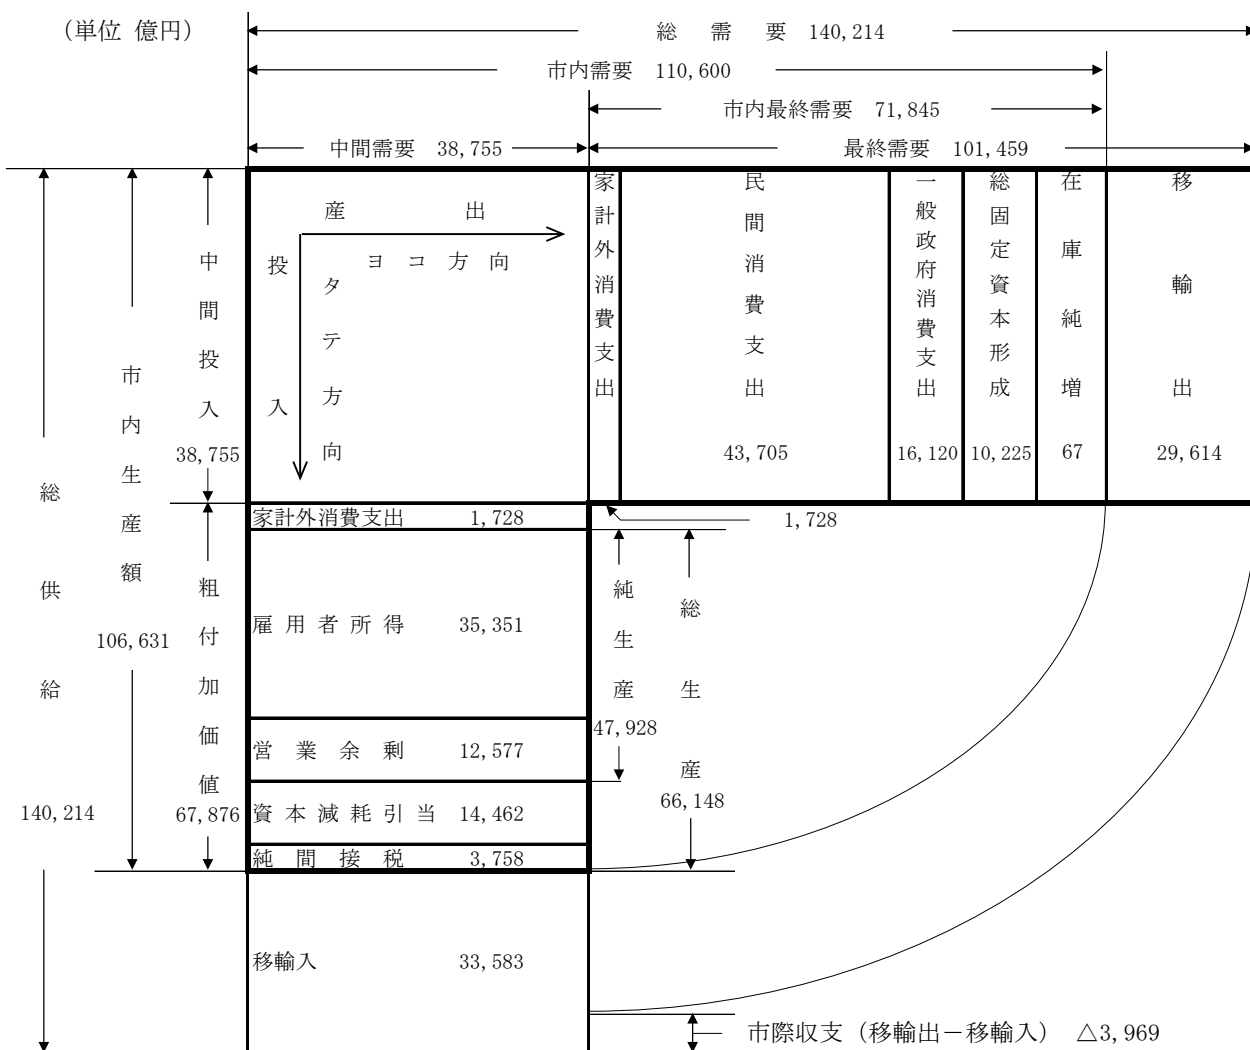 (単位 億円)
総需要 140,214
市内需要 110,600
市内最終需要 71,845
中間需要 38,755
最終需要 101,459
産出
ヨコ方向
投入
タテ方向
家計外消費支出
民間消費支出
43,705
一般政府消費支出
16,120
総固定資本形成
10,225
在庫純増
67
移輸出
29,614
総供給
140,214
市内生産額
106,631
中間投入
38,755
粗付加価値
67,876
家計外消費支出 1,728
1,728
雇用者所得 35,351
営業余剰 12,577
資本減耗引当 14,462
純間接税 3,758
純生産
47,928
総生産
66,148
移輸入 33,583
市際収支(移輸出-移輸入) △3,969